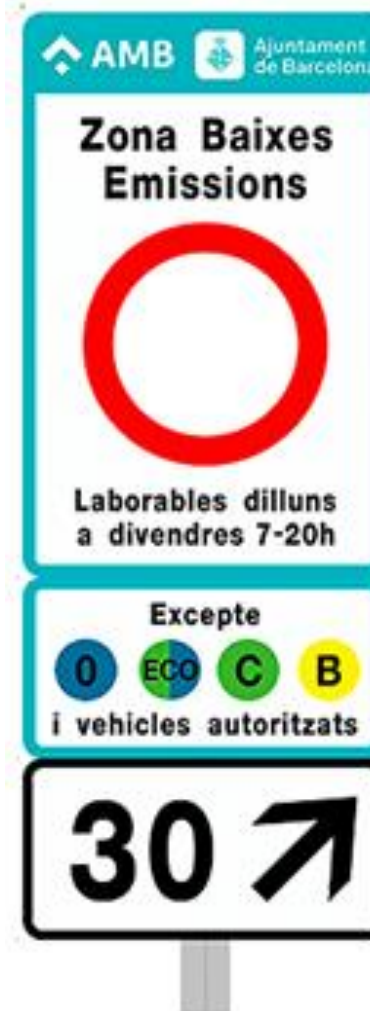 AMB Ajuntament
de Barcelona
Zona Baixes
Emissions
Laborables dilluns
a divendres 7-20h
Excepte
0 ECO C B
i vehicles autoritzats
30